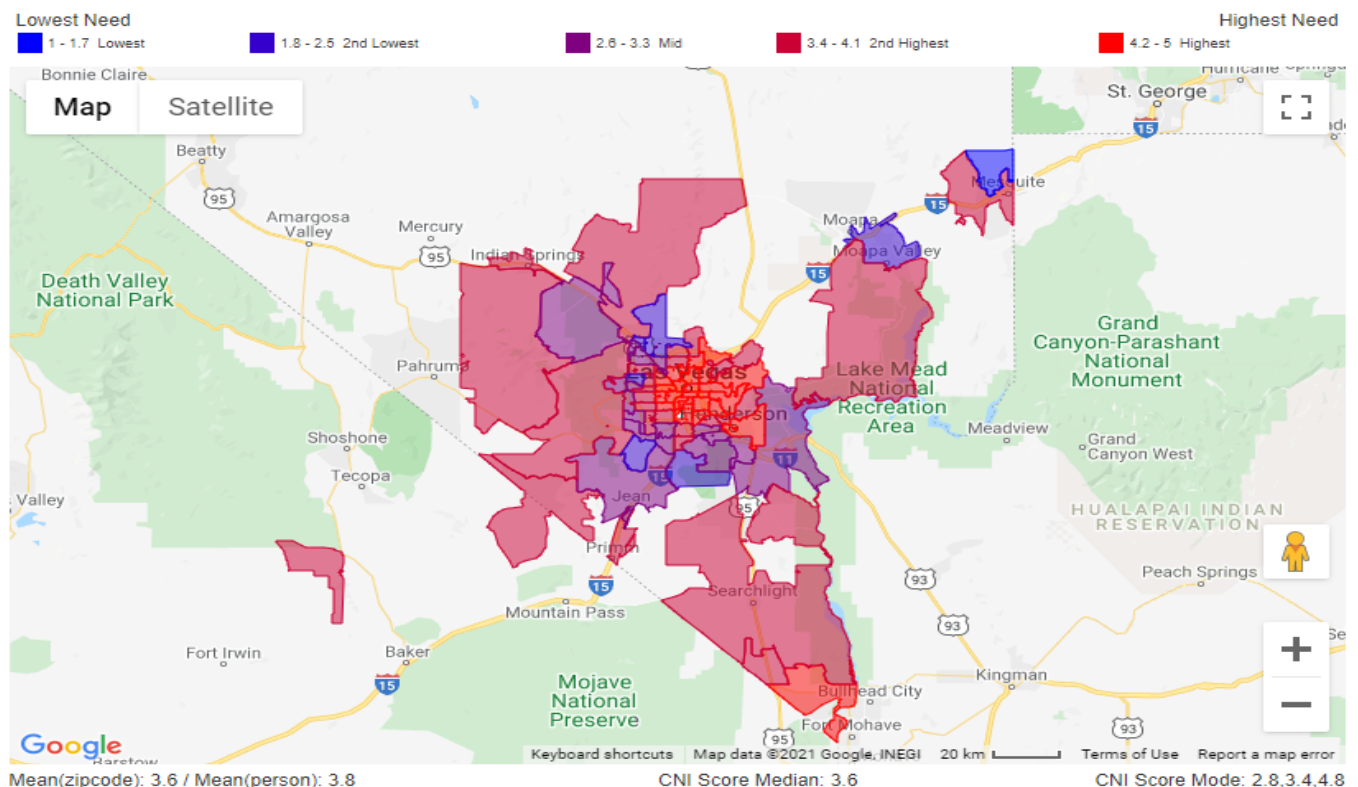 Lowest Need
Highest Need
1 - 1.7 Lowest
1.8 - 2.5 2nd Lowest
2.6 - 3.3 Mid
3.4 - 4.1 2nd Highest
4.2 - 5 Highest
Bonnie Claire
Hurricane
Map
Satellite
St. George
15
Beatty
95
Mesquite
15
Amargosa
Valley
Mercury
95
Moapa
Indian Springs
Moapa Valley
15
Death Valley
National Park
Grand
Canyon-Parashant
National
Monument
Pahrump
Las Vegas
Lake Mead
National
Recreation
Area
Henderson
Meadview
Shoshone
Grand
Canyon West
Tecopa
11
15
Valley
Jean
95
HUALAPAI INDIAN
RESERVATION
Primm
15
93
Peach Springs
Searchlight
Mountain Pass
93
Fort Irwin
Baker
15
Kingman
Mojave
National
Preserve
Bullhead City
Fort Mohave
95
93
Google
Barstow
Keyboard shortcuts
Map data ©2021 Google, INEGI
20 km
Terms of Use
Report a map error
Mean(zipcode): 3.6 / Mean(person): 3.8
CNI Score Median: 3.6
CNI Score Mode: 2.8,3.4,4.8